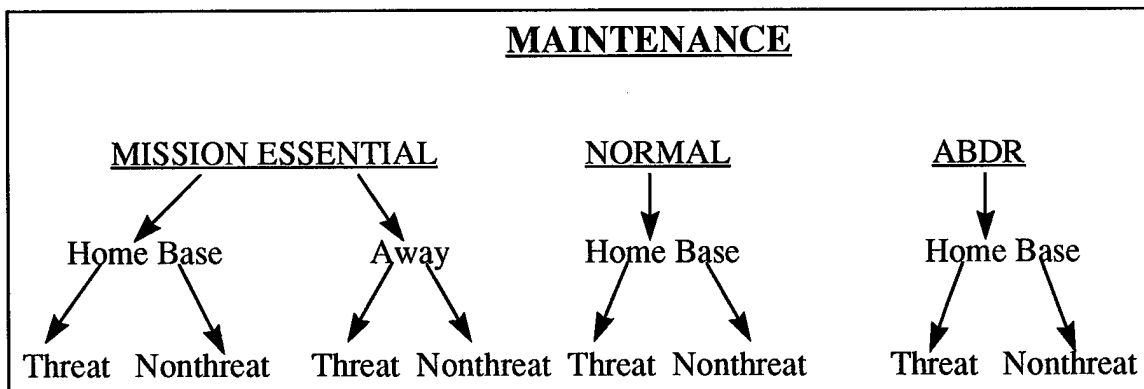 MAINTENANCE
MISSION ESSENTIAL NORMAL ABDR
Home Base Away Home Base Home Base
Threat Nonthreat Threat Nonthreat Threat Nonthreat Threat Nonthreat